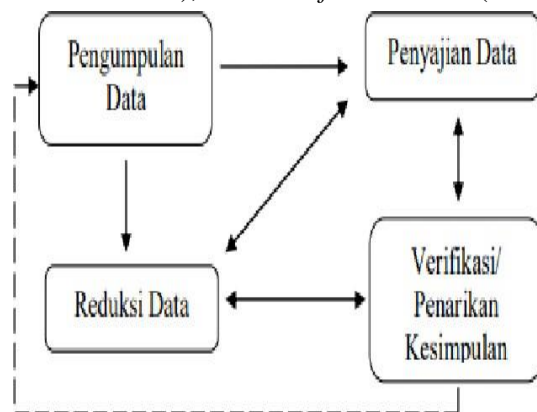 Pengumpulan
Data
Penyajian Data
Reduksi Data
Verifikasi/
Penarikan
Kesimpulan